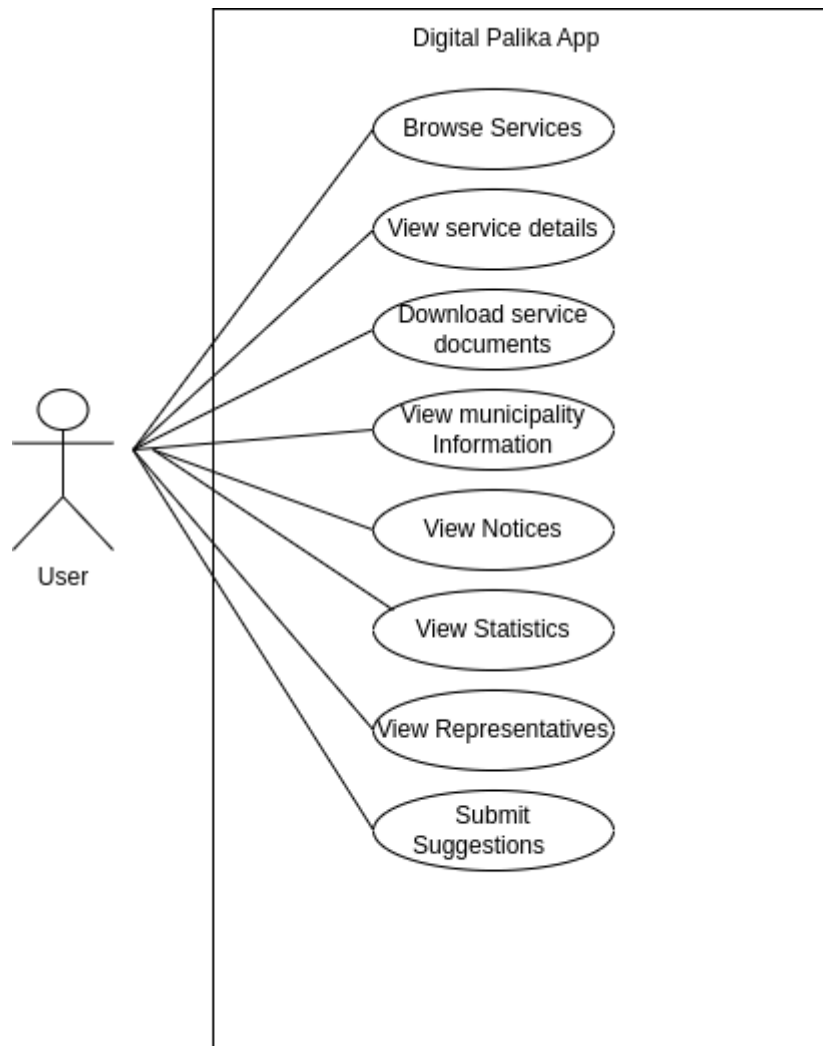 Digital Palika App
Browse Services
View service details
Download service
documents
View municipality
Information
View Notices
User
View Statistics
View Representatives
Submit
Suggestions